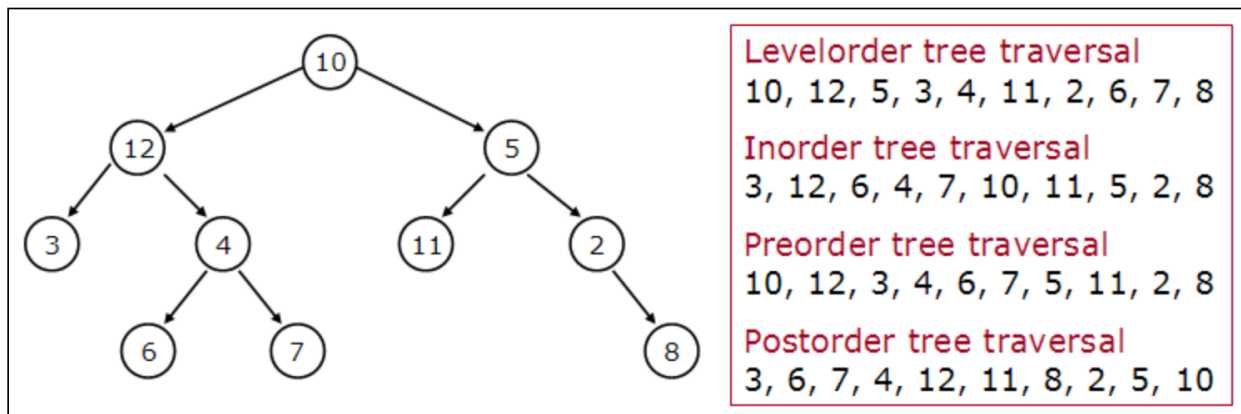 10
12
5
3
4
11
2
6
7
8
Levelorder tree traversal
10, 12, 5, 3, 4, 11, 2, 6, 7, 8
Inorder tree traversal
3, 12, 6, 4, 7, 10, 11, 5, 2, 8
Preorder tree traversal
10, 12, 3, 4, 6, 7, 5, 11, 2, 8
Postorder tree traversal
3, 6, 7, 4, 12, 11, 8, 2, 5, 10